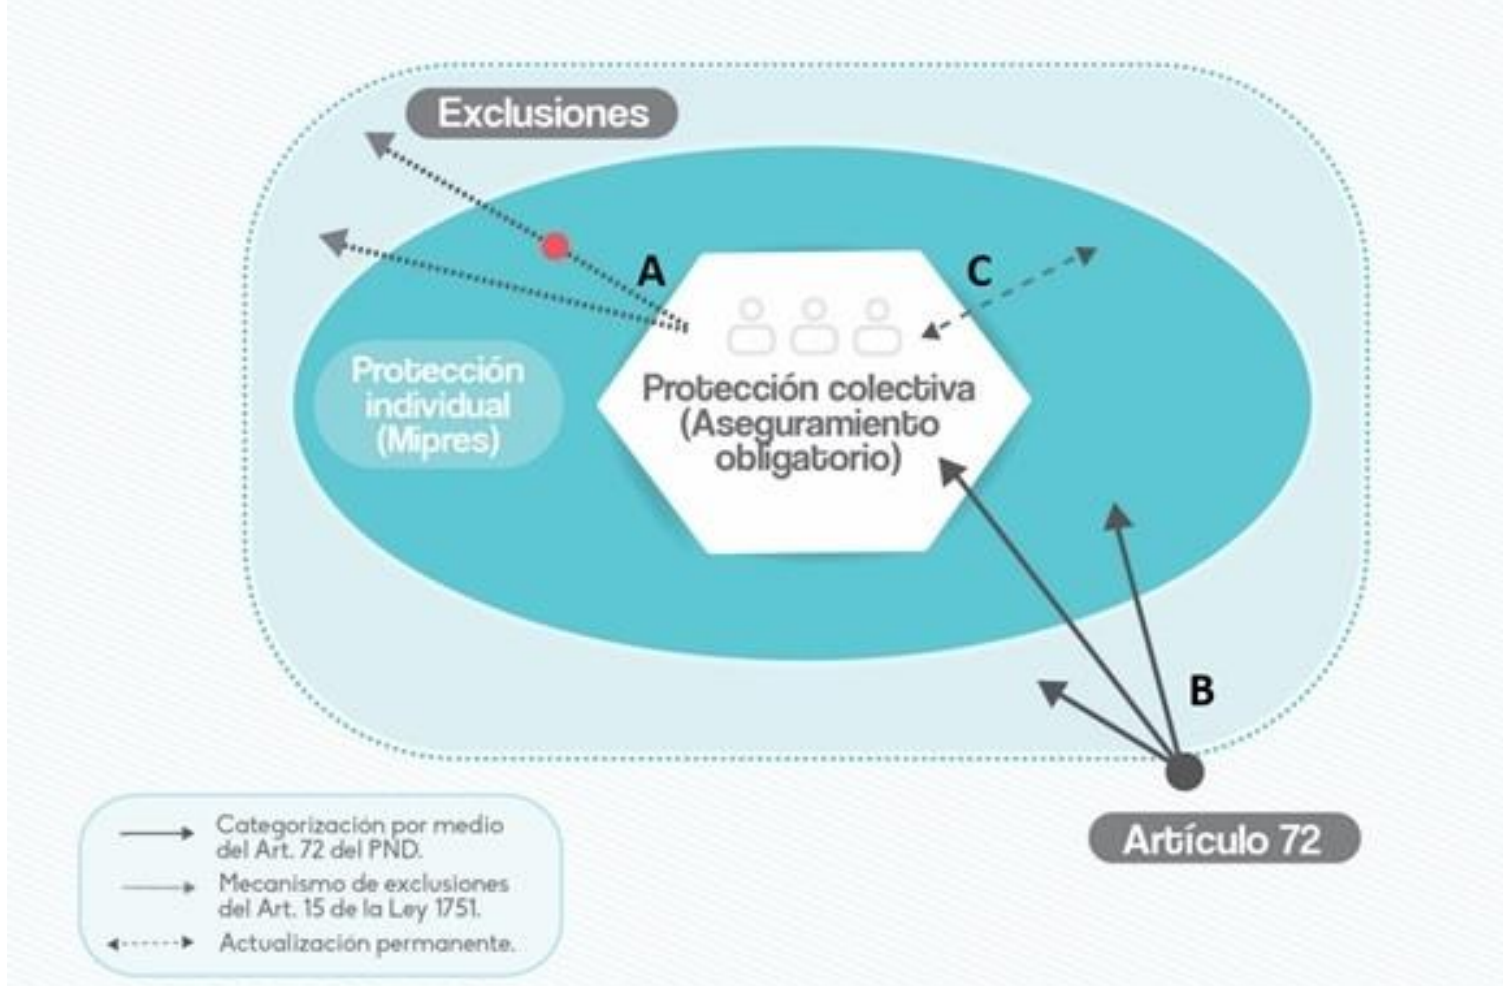 Exclusiones
A
C
Protección
individual
(Mipres)
Protección colectiva
(Aseguramiento
obligatorio)
B
Artículo 72
Categorización por medio
del Art. 72 del PND.
Mecanismo de exclusiones
del Art. 15 de la Ley 1751.
Actualización permanente.